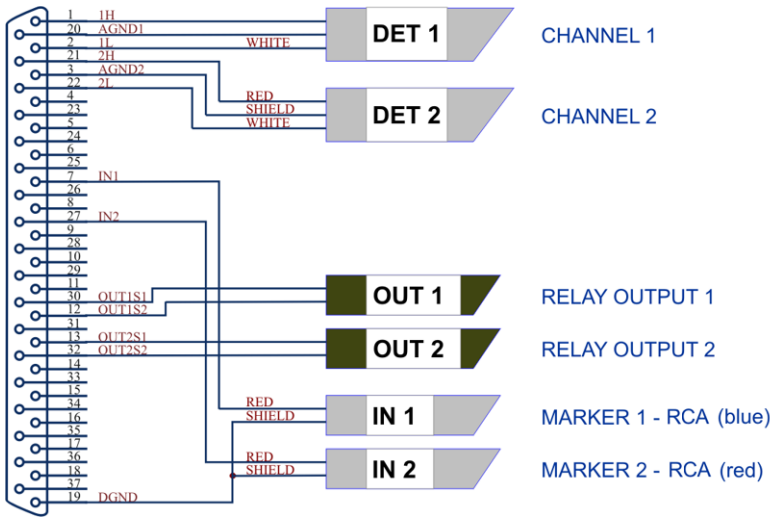 1 1H
20 AGND1
2 1L WHITE
DET 1 CHANNEL 1
21 2H
3 AGND2
22 2L
4 RED
23 SHIELD
5 WHITE
DET 2 CHANNEL 2
24
6
25
7 IN1
26
8
27 IN2
9
28
10
29
11
30 OUT1S1
12 OUT1S2
OUT 1 RELAY OUTPUT 1
31
13 OUT2S1
32 OUT2S2
OUT 2 RELAY OUTPUT 2
14
33
15
34 RED
16 SHIELD
IN 1 MARKER 1 - RCA (blue)
35
17
36 RED
18 SHIELD
IN 2 MARKER 2 - RCA (red)
37
19 DGND